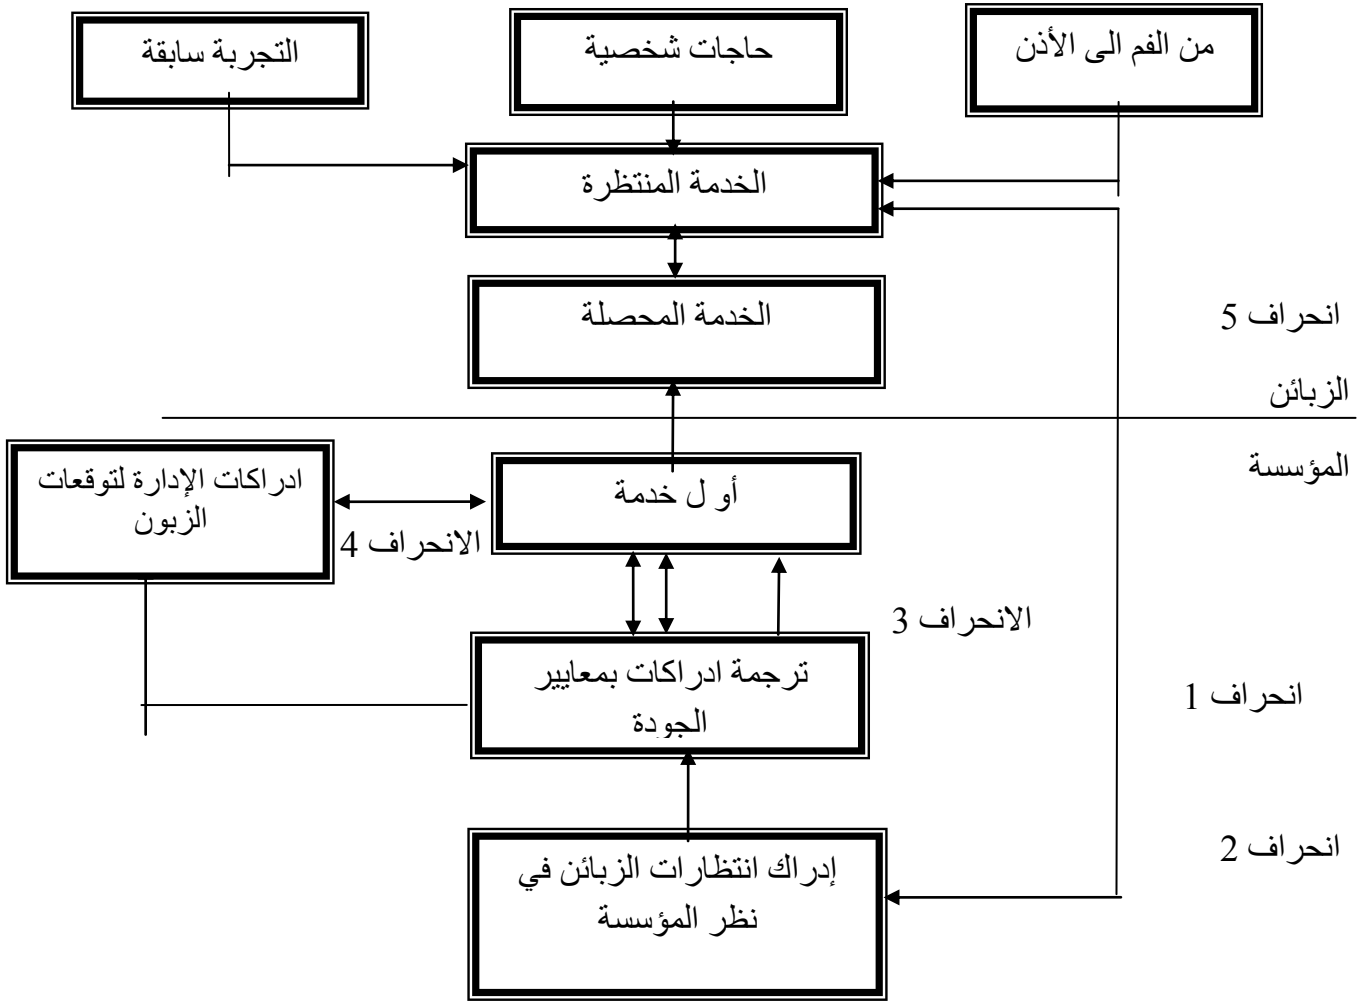 من الفم الى الأذن
حاجات شخصية
التجربة سابقة
الخدمة المنتظرة
الخدمة المحصلة
انحراف 5
الزبائن
المؤسسة
أو ل خدمة
ادراكات الإدارة لتوقعات
الزبون
الانحراف 4
الانحراف 3
ترجمة ادراكات بمعايير
الجودة
انحراف 1
انحراف 2
إدراك انتظارات الزبائن في
نظر المؤسسة